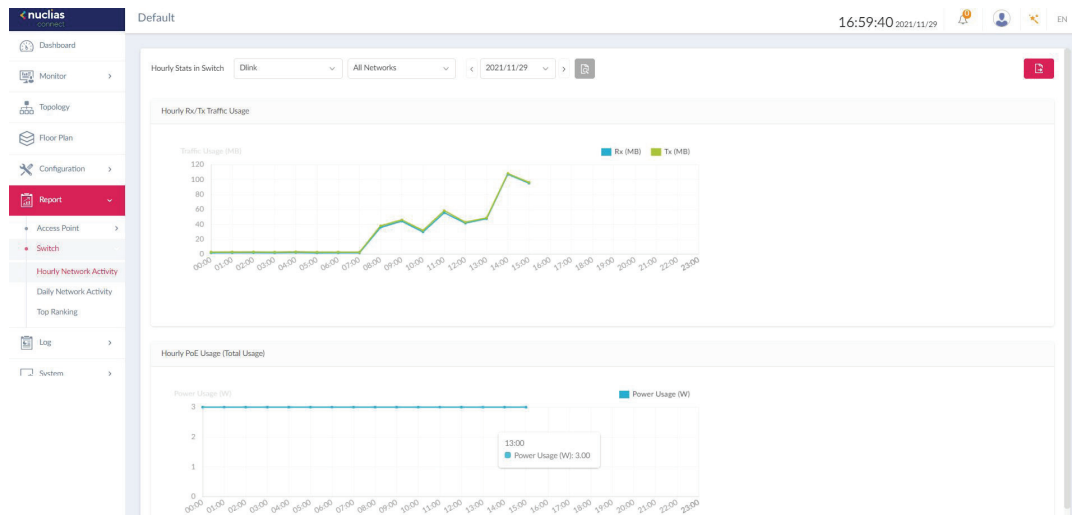 nuclias
connect
Default
16:59:40 2021/11/29
0
EN
Dashboard
Monitor
Topology
Floor Plan
Configuration
Report
Access Point
Switch
Hourly Network Activity
Daily Network Activity
Top Ranking
Log
System
Hourly Stats in Switch
Dlink
All Networks
2021/11/29
Hourly Rx/Tx Traffic Usage
Traffic Usage (MB)
Rx (MB) Tx (MB)
120
100
80
60
40
20
0
00:00 01:00 02:00 03:00 04:00 05:00 06:00 07:00 08:00 09:00 10:00 11:00 12:00 13:00 14:00 15:00 16:00 17:00 18:00 19:00 20:00 21:00 22:00 23:00
Hourly PoE Usage (Total Usage)
Power Usage (W)
Power Usage (W)
3
2
1
0
13:00
Power Usage (W): 3.00
00:00 01:00 02:00 03:00 04:00 05:00 06:00 07:00 08:00 09:00 10:00 11:00 12:00 13:00 14:00 15:00 16:00 17:00 18:00 19:00 20:00 21:00 22:00 23:00